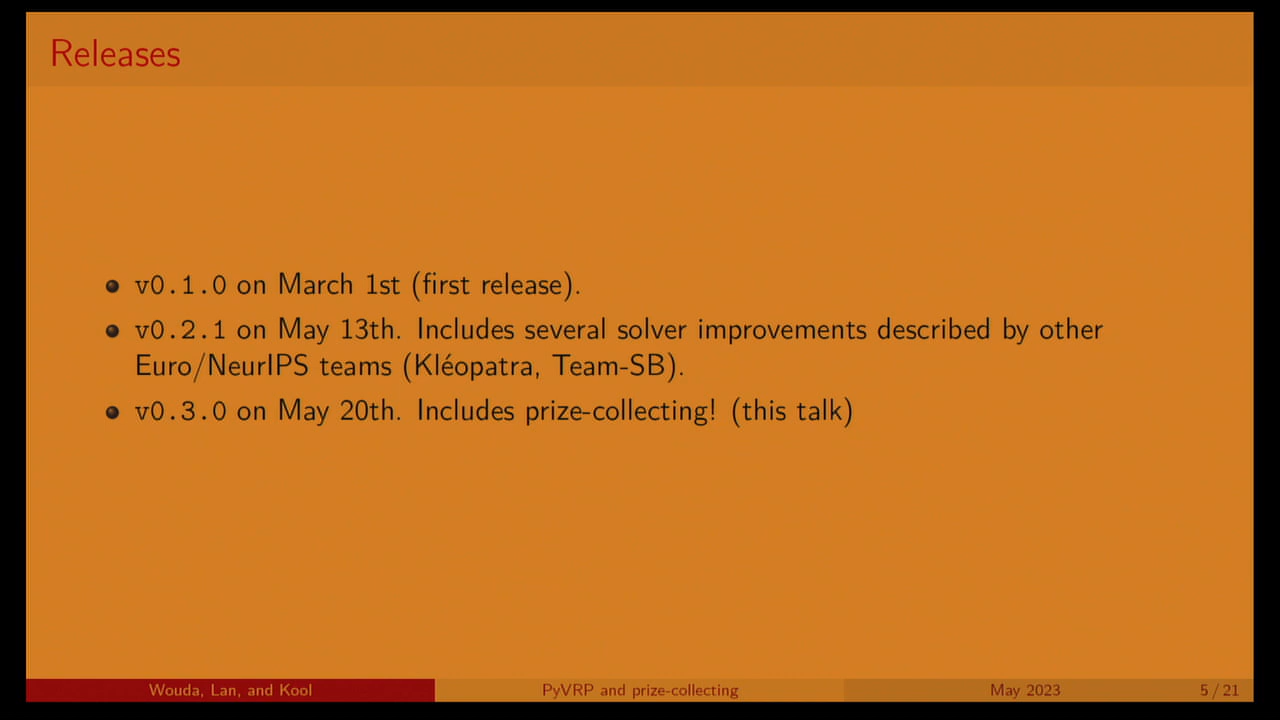 Releases
v0.1.0 on March 1st (first release).
v0.2.1 on May 13th. Includes several solver improvements described by other
Euro/NeurIPS teams (Kléopatra, Team-SB).
v0.3.0 on May 20th. Includes prize-collecting! (this talk)
Wouda, Lan, and Kool
PyVRP and prize-collecting
May 2023
5 / 21